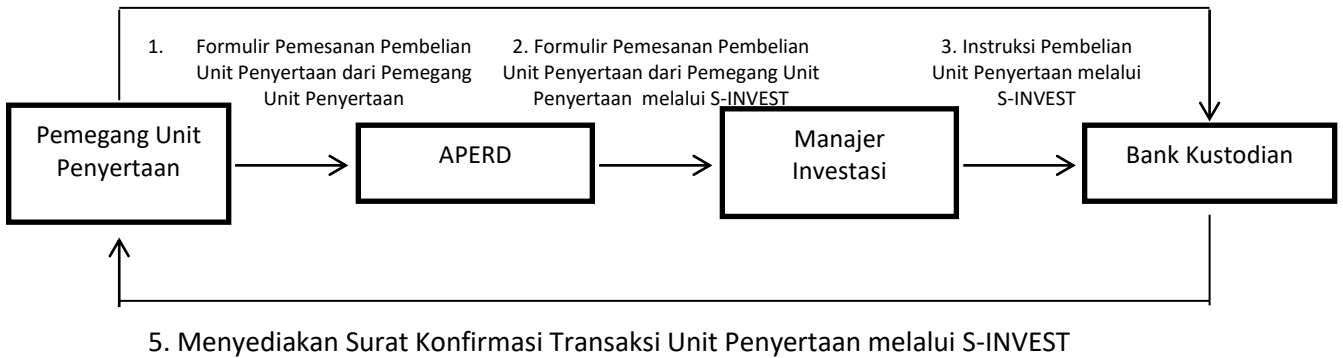 1. Formulir Pemesanan Pembelian
Unit Penyertaan dari Pemegang
Unit Penyertaan
2. Formulir Pemesanan Pembelian
Unit Penyertaan dari Pemegang Unit
Penyertaan melalui S-INVEST
3. Instruksi Pembelian
Unit Penyertaan melalui
S-INVEST
Pemegang Unit
Penyertaan
APERD
Manajer
Investasi
Bank Kustodian
5. Menyediakan Surat Konfirmasi Transaksi Unit Penyertaan melalui S-INVEST